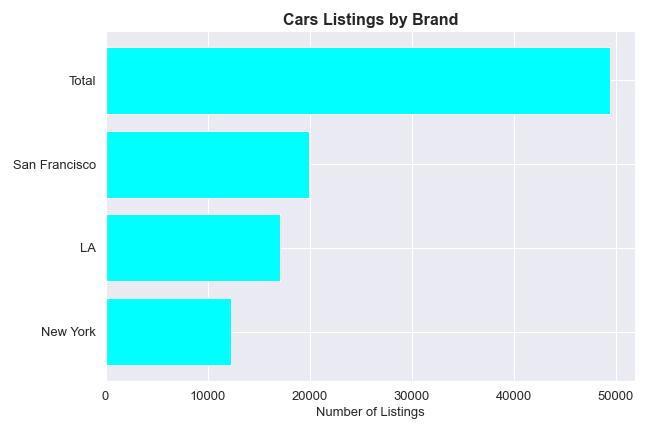 Cars Listings by Brand
Total
San Francisco
LA
New York
0 10000 20000 30000 40000 50000
Number of Listings